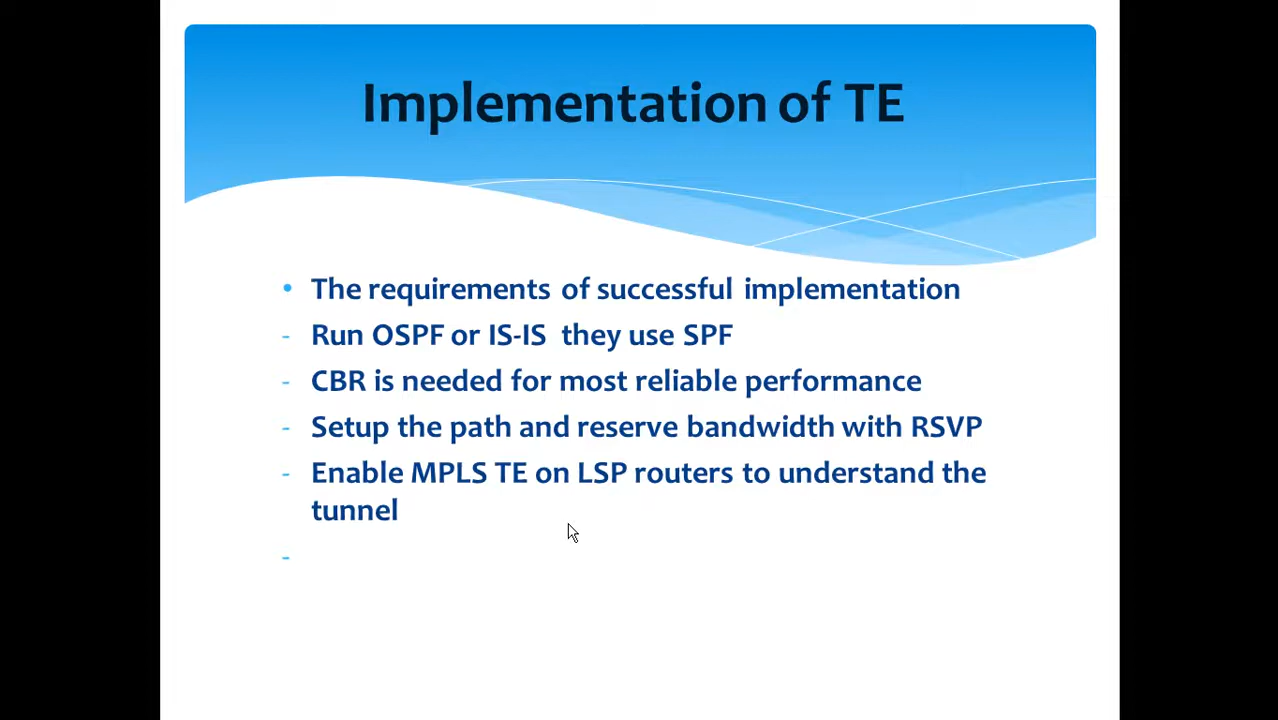 Implementation of TE
• The requirements of successful implementation
- Run OSPF or IS-IS they use SPF
- CBR is needed for most reliable performance
- Setup the path and reserve bandwidth with RSVP
- Enable MPLS TE on LSP routers to understand the
tunnel
-